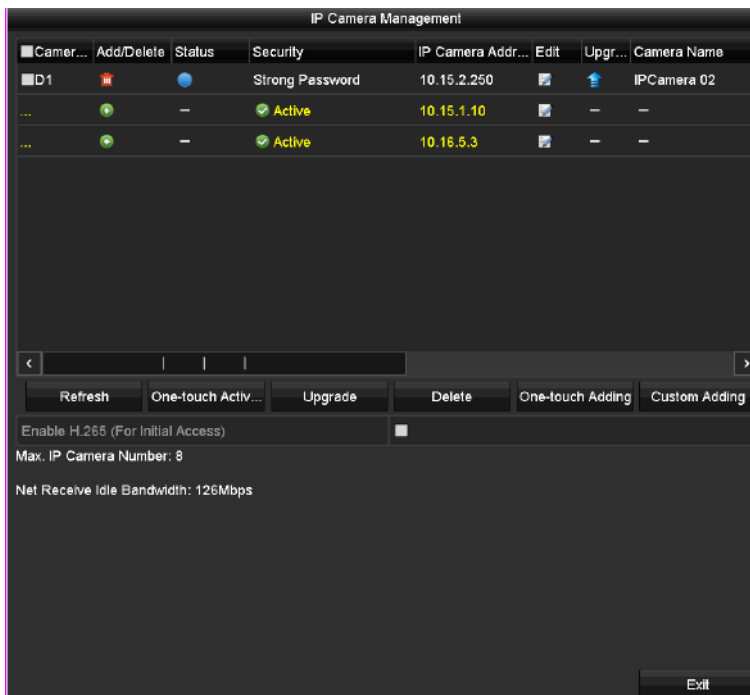 IP Camera Management
Camer... Add/Delete Status Security IP Camera Addr... Edit Upgr... Camera Name
D1 Strong Password 10.15.2.250 IPCamera 02
... – Active 10.15.1.10 – –
... – Active 10.16.5.3 – –
Refresh One-touch Activ... Upgrade Delete One-touch Adding Custom Adding
Enable H.265 (For Initial Access)
Max. IP Camera Number: 8
Net Receive Idle Bandwidth: 126Mbps
Exit